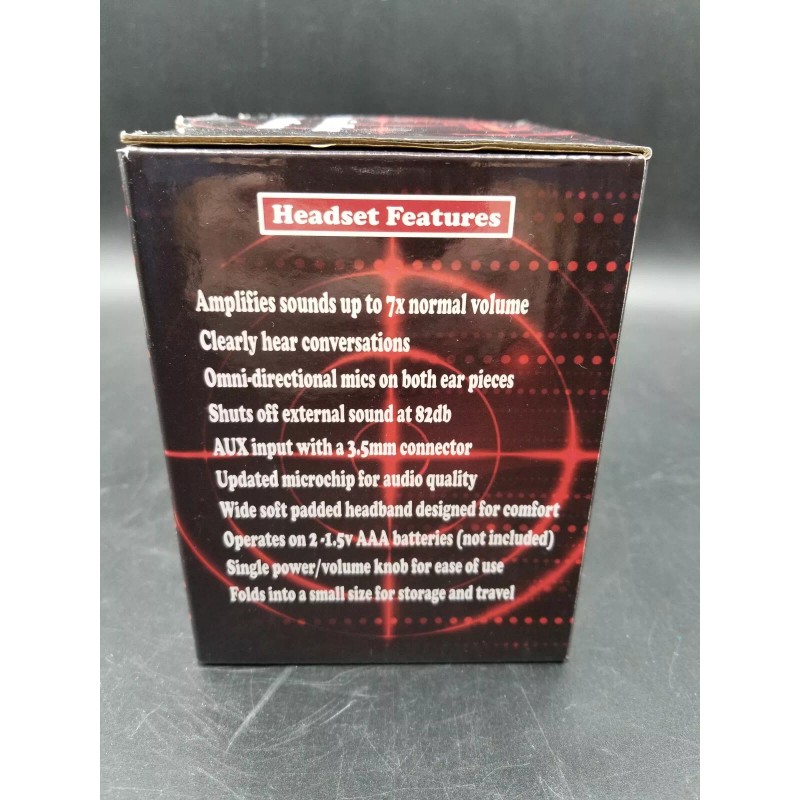 Headset Features
Amplifies sounds up to 7x normal volume
Clearly hear conversations
Omni-directional mics on both ear pieces
Shuts off external sound at 82db
AUX input with a 3.5mm connector
Updated microchip for audio quality
Wide soft padded headband designed for comfort
Operates on 2 -1.5v AAA batteries (not included)
Single power/volume knob for ease of use
Folds into a small size for storage and travel